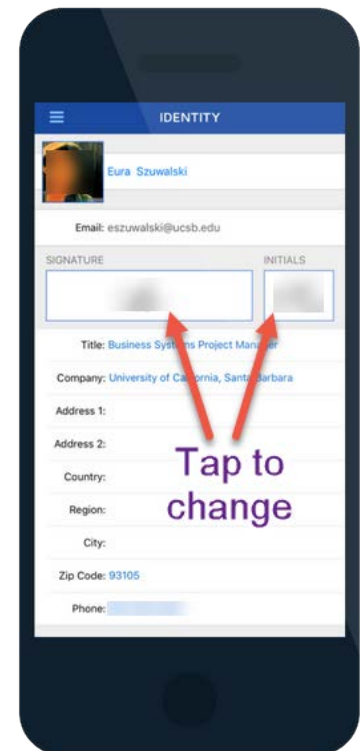 IDENTITY
Eura Szuwalski
Email: eszuwalski@ucsb.edu
SIGNATURE INITIALS
Title: Business Systems Project Manager
Company: University of California, Santa Barbara
Address 1:
Address 2:
Country:
Region:
City:
Zip Code: 93105
Phone:
Tap to
change